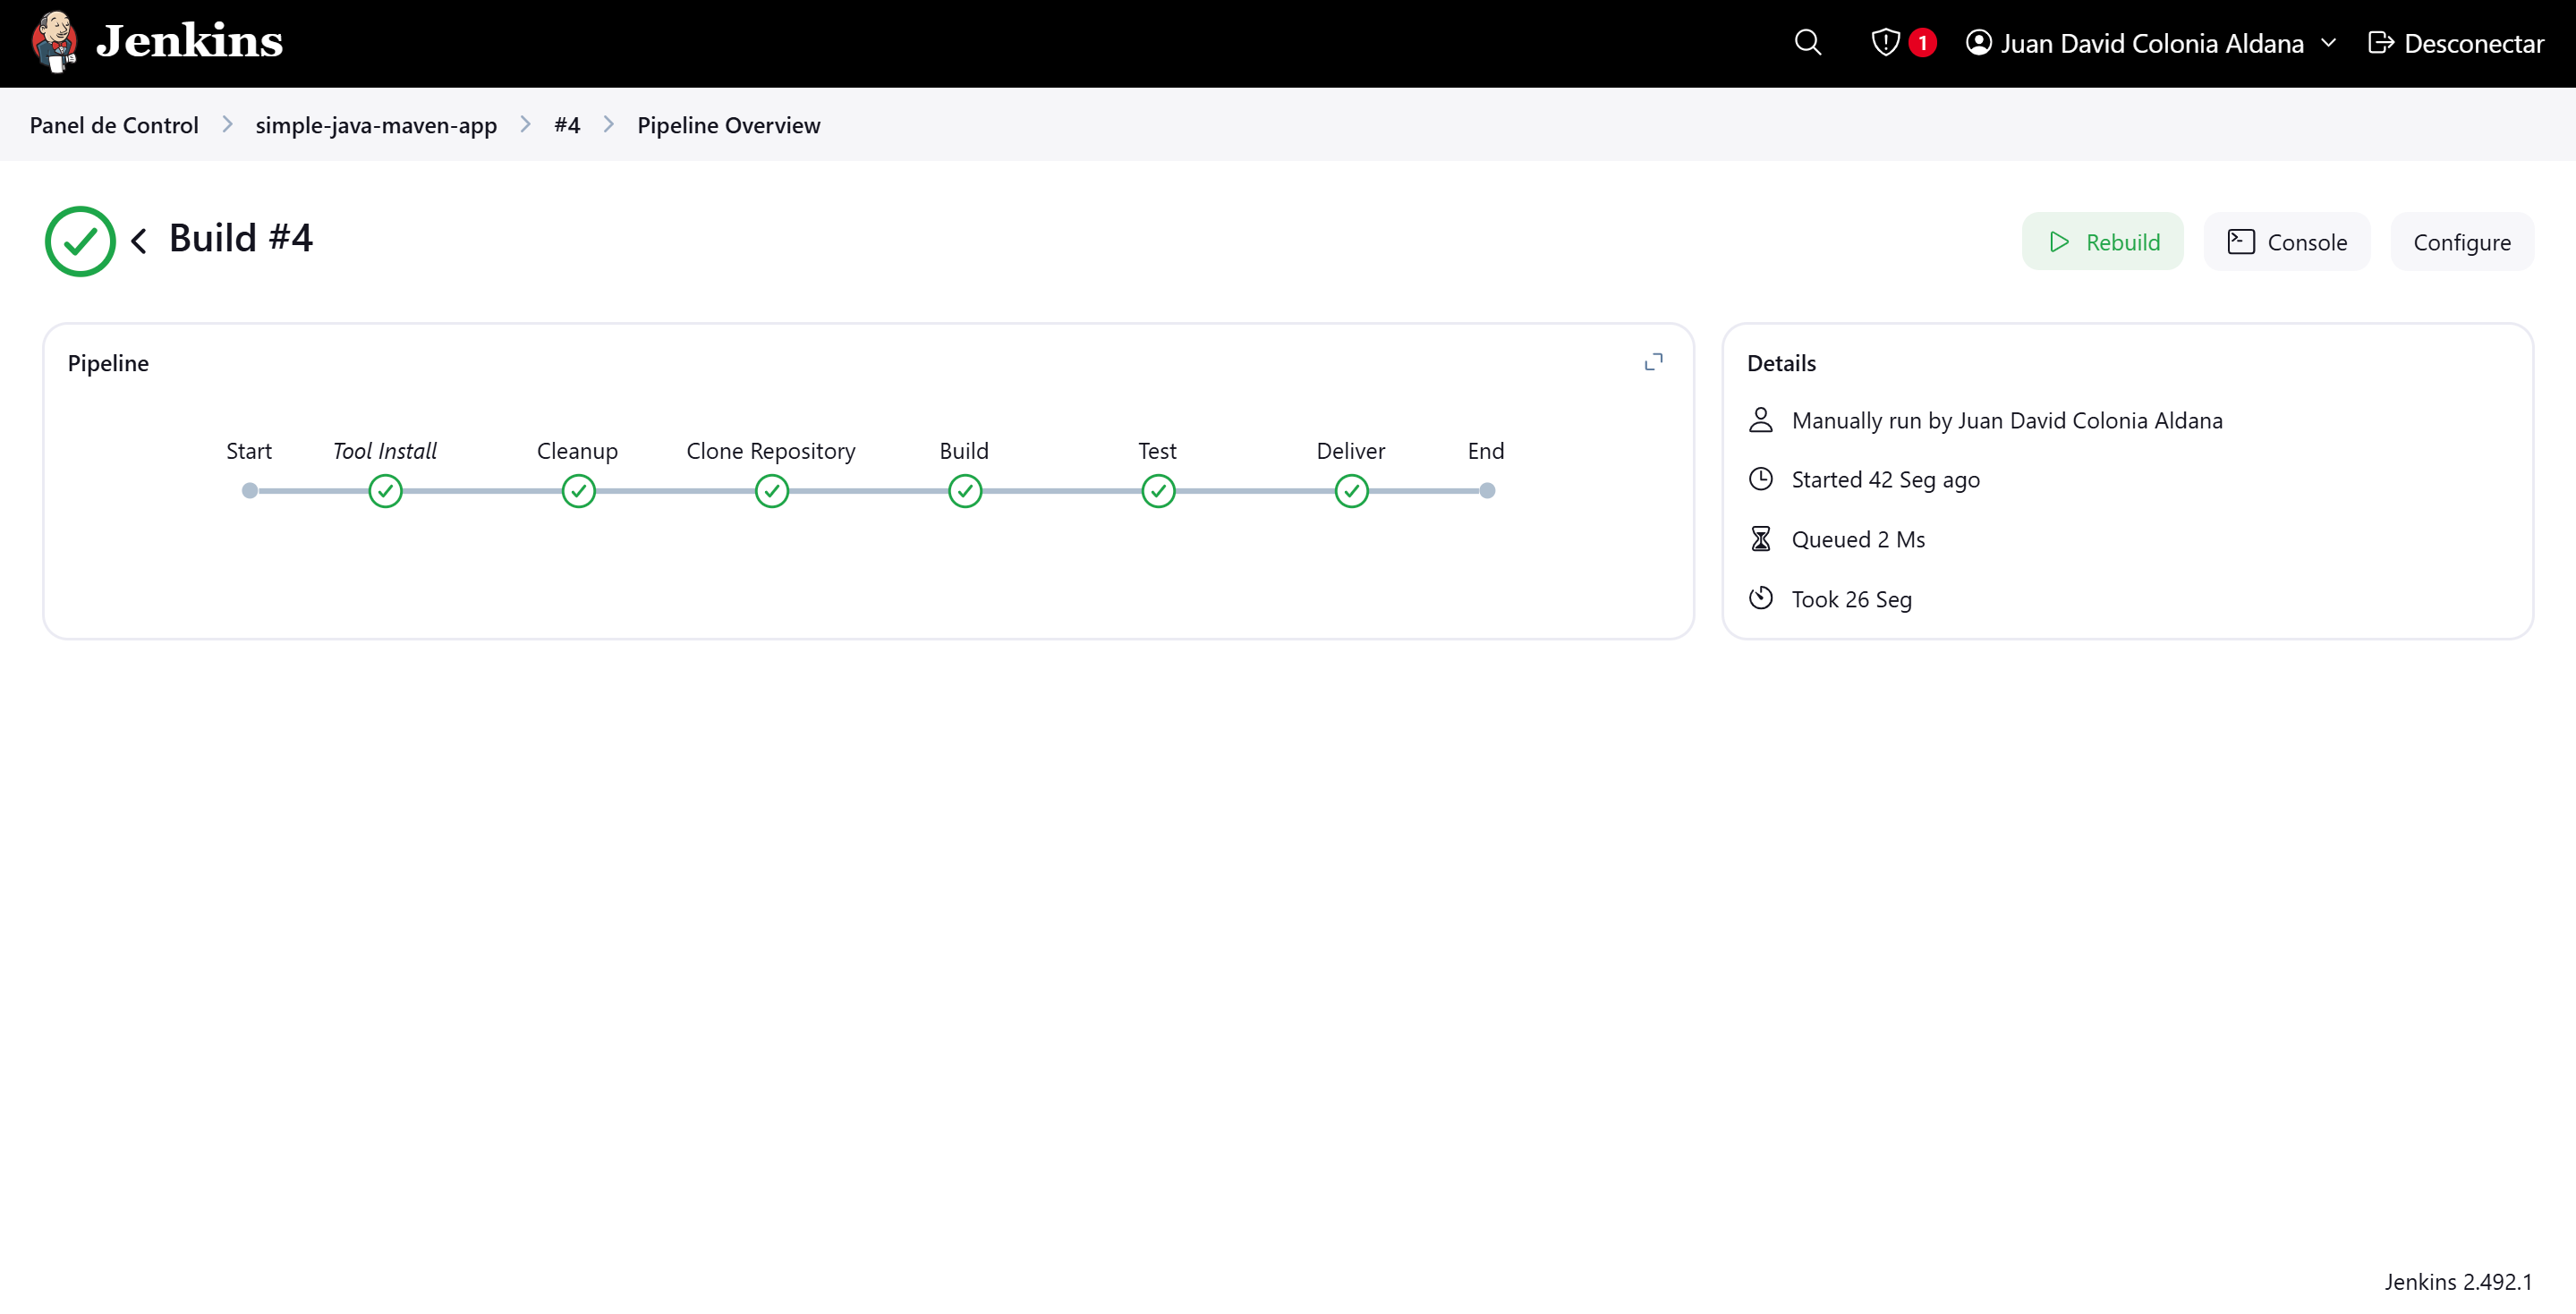 Jenkins
1
Juan David Colonia Aldana
Desconectar
Panel de Control
simple-java-maven-app
#4
Pipeline Overview
Build #4
Rebuild
Console
Configure
Pipeline
Start
Tool Install
Cleanup
Clone Repository
Build
Test
Deliver
End
Details
Manually run by Juan David Colonia Aldana
Started 42 Seg ago
Queued 2 Ms
Took 26 Seg
Jenkins 2.492.1